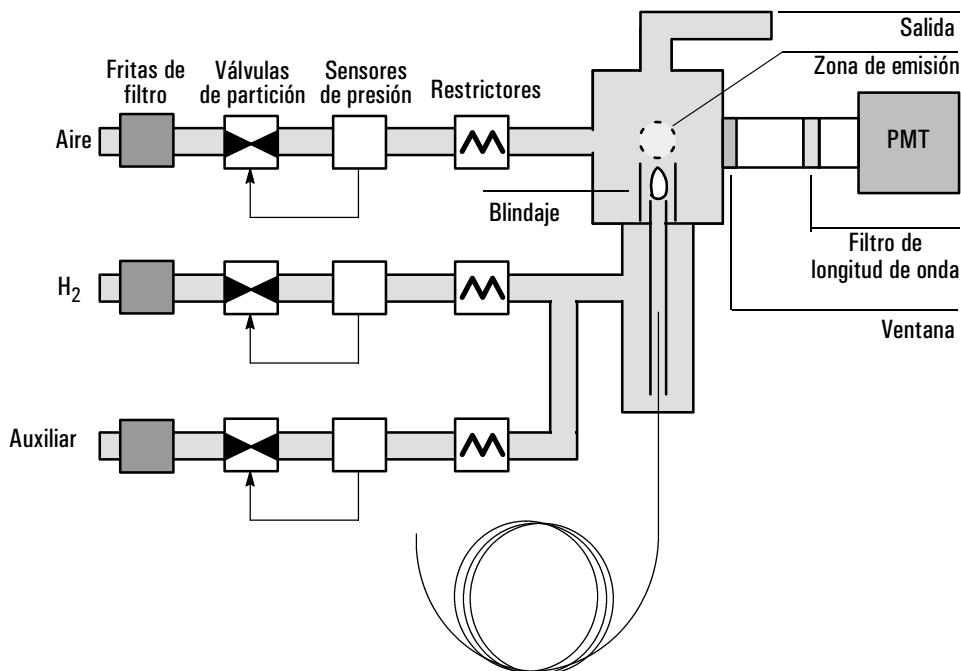 Salida
Zona de emisión
Fritas de
filtro
Válvulas
de partición
Sensores
de presión
Restrictores
Aire
PMT
Blindaje
Filtro de
longitud de onda
H2
Ventana
Auxiliar